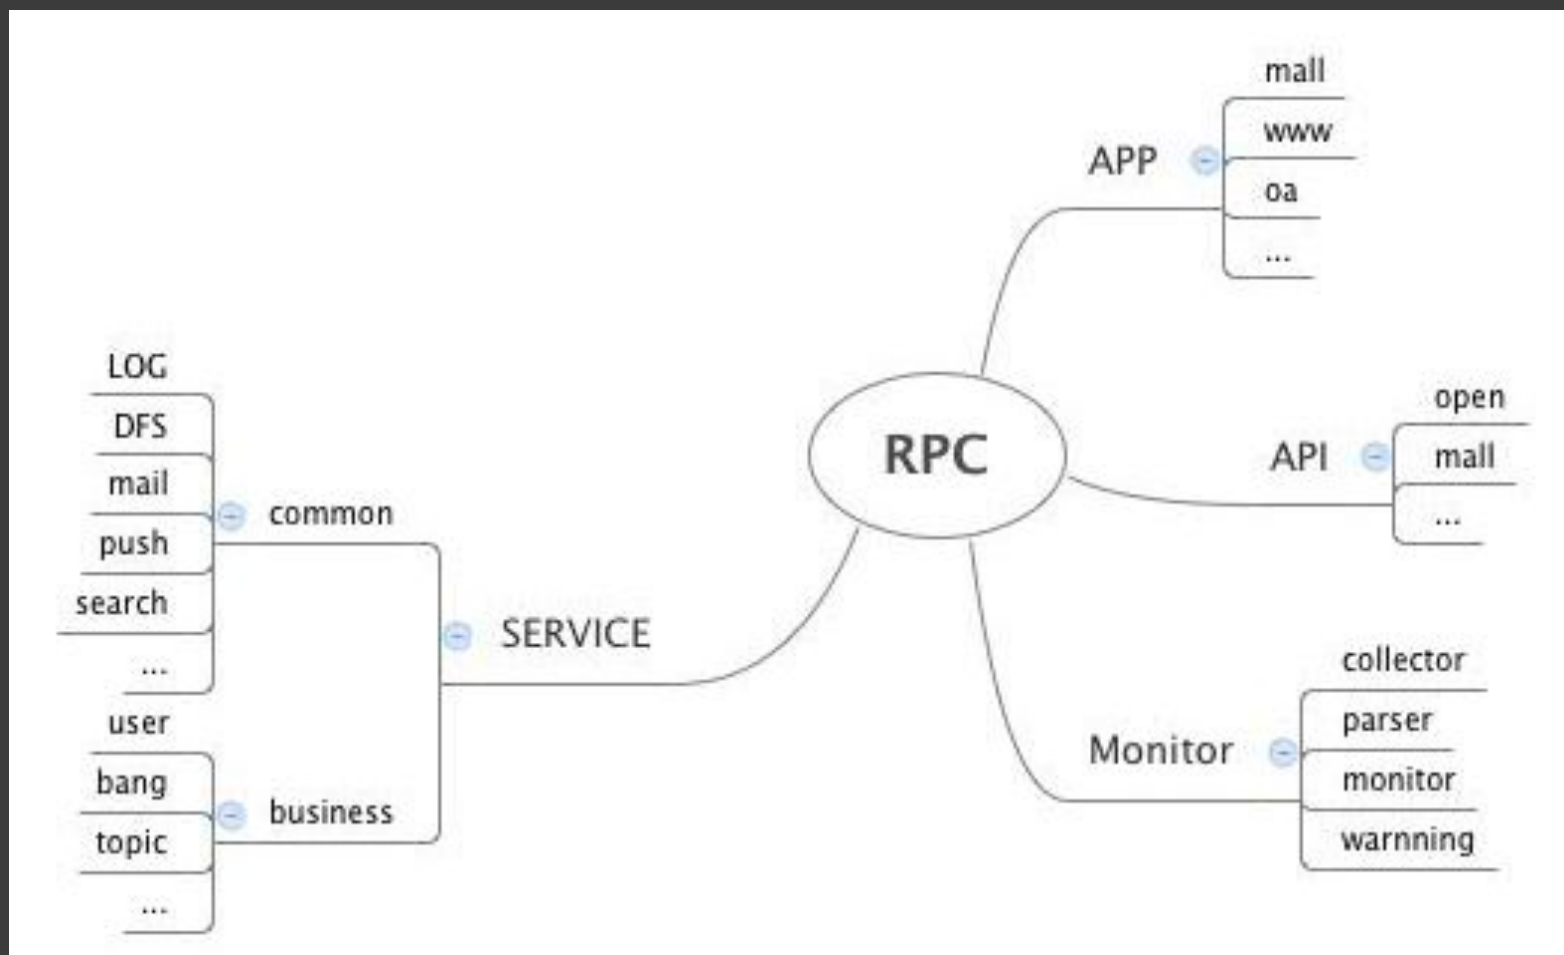 RPC
APP
mall
www
oa
...
API
open
mall
...
Monitor
collector
parser
monitor
warnning
SERVICE
common
LOG
DFS
mail
push
search
...
business
user
bang
topic
...